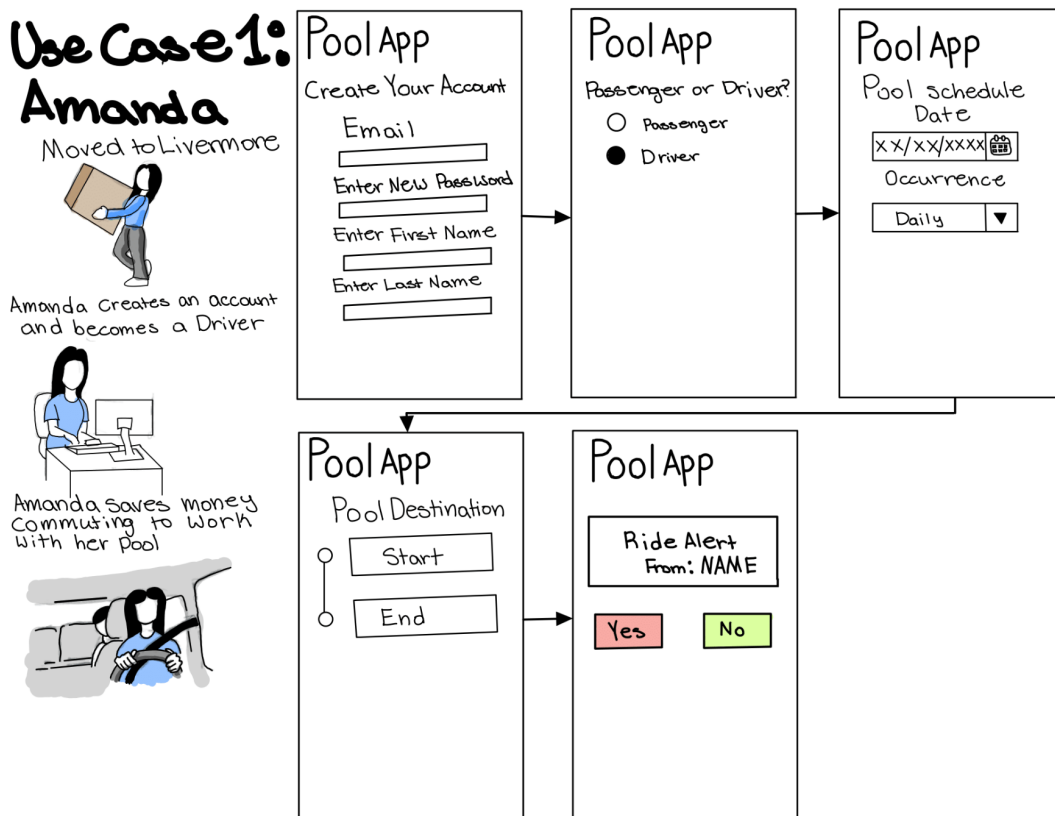 Use Case 1:
Amanda
Moved to Livermore
Amanda creates an account
and becomes a Driver
Amanda saves money
commuting to work
with her pool
Pool App
Create Your Account
Email
Enter New Password
Enter First Name
Enter Last Name
Pool App
Passenger or Driver?
Passenger
Driver
Pool App
Pool schedule
Date
xx/xx/xxxx
Occurrence
Daily
Pool App
Pool Destination
Start
End
Pool App
Ride Alert
From: NAME
Yes
No